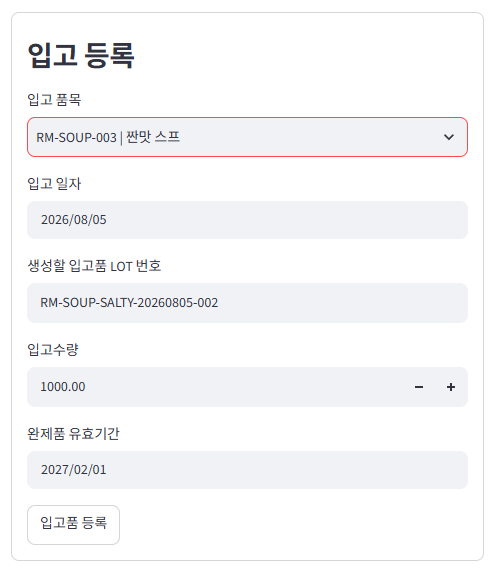 입고 등록
입고 품목
RM-SOUP-003 | 짠맛 스프
입고 일자
2026/08/05
생성할 입고품 LOT 번호
RM-SOUP-SALTY-20260805-002
입고수량
1000.00
완제품 유효기간
2027/02/01
입고품 등록